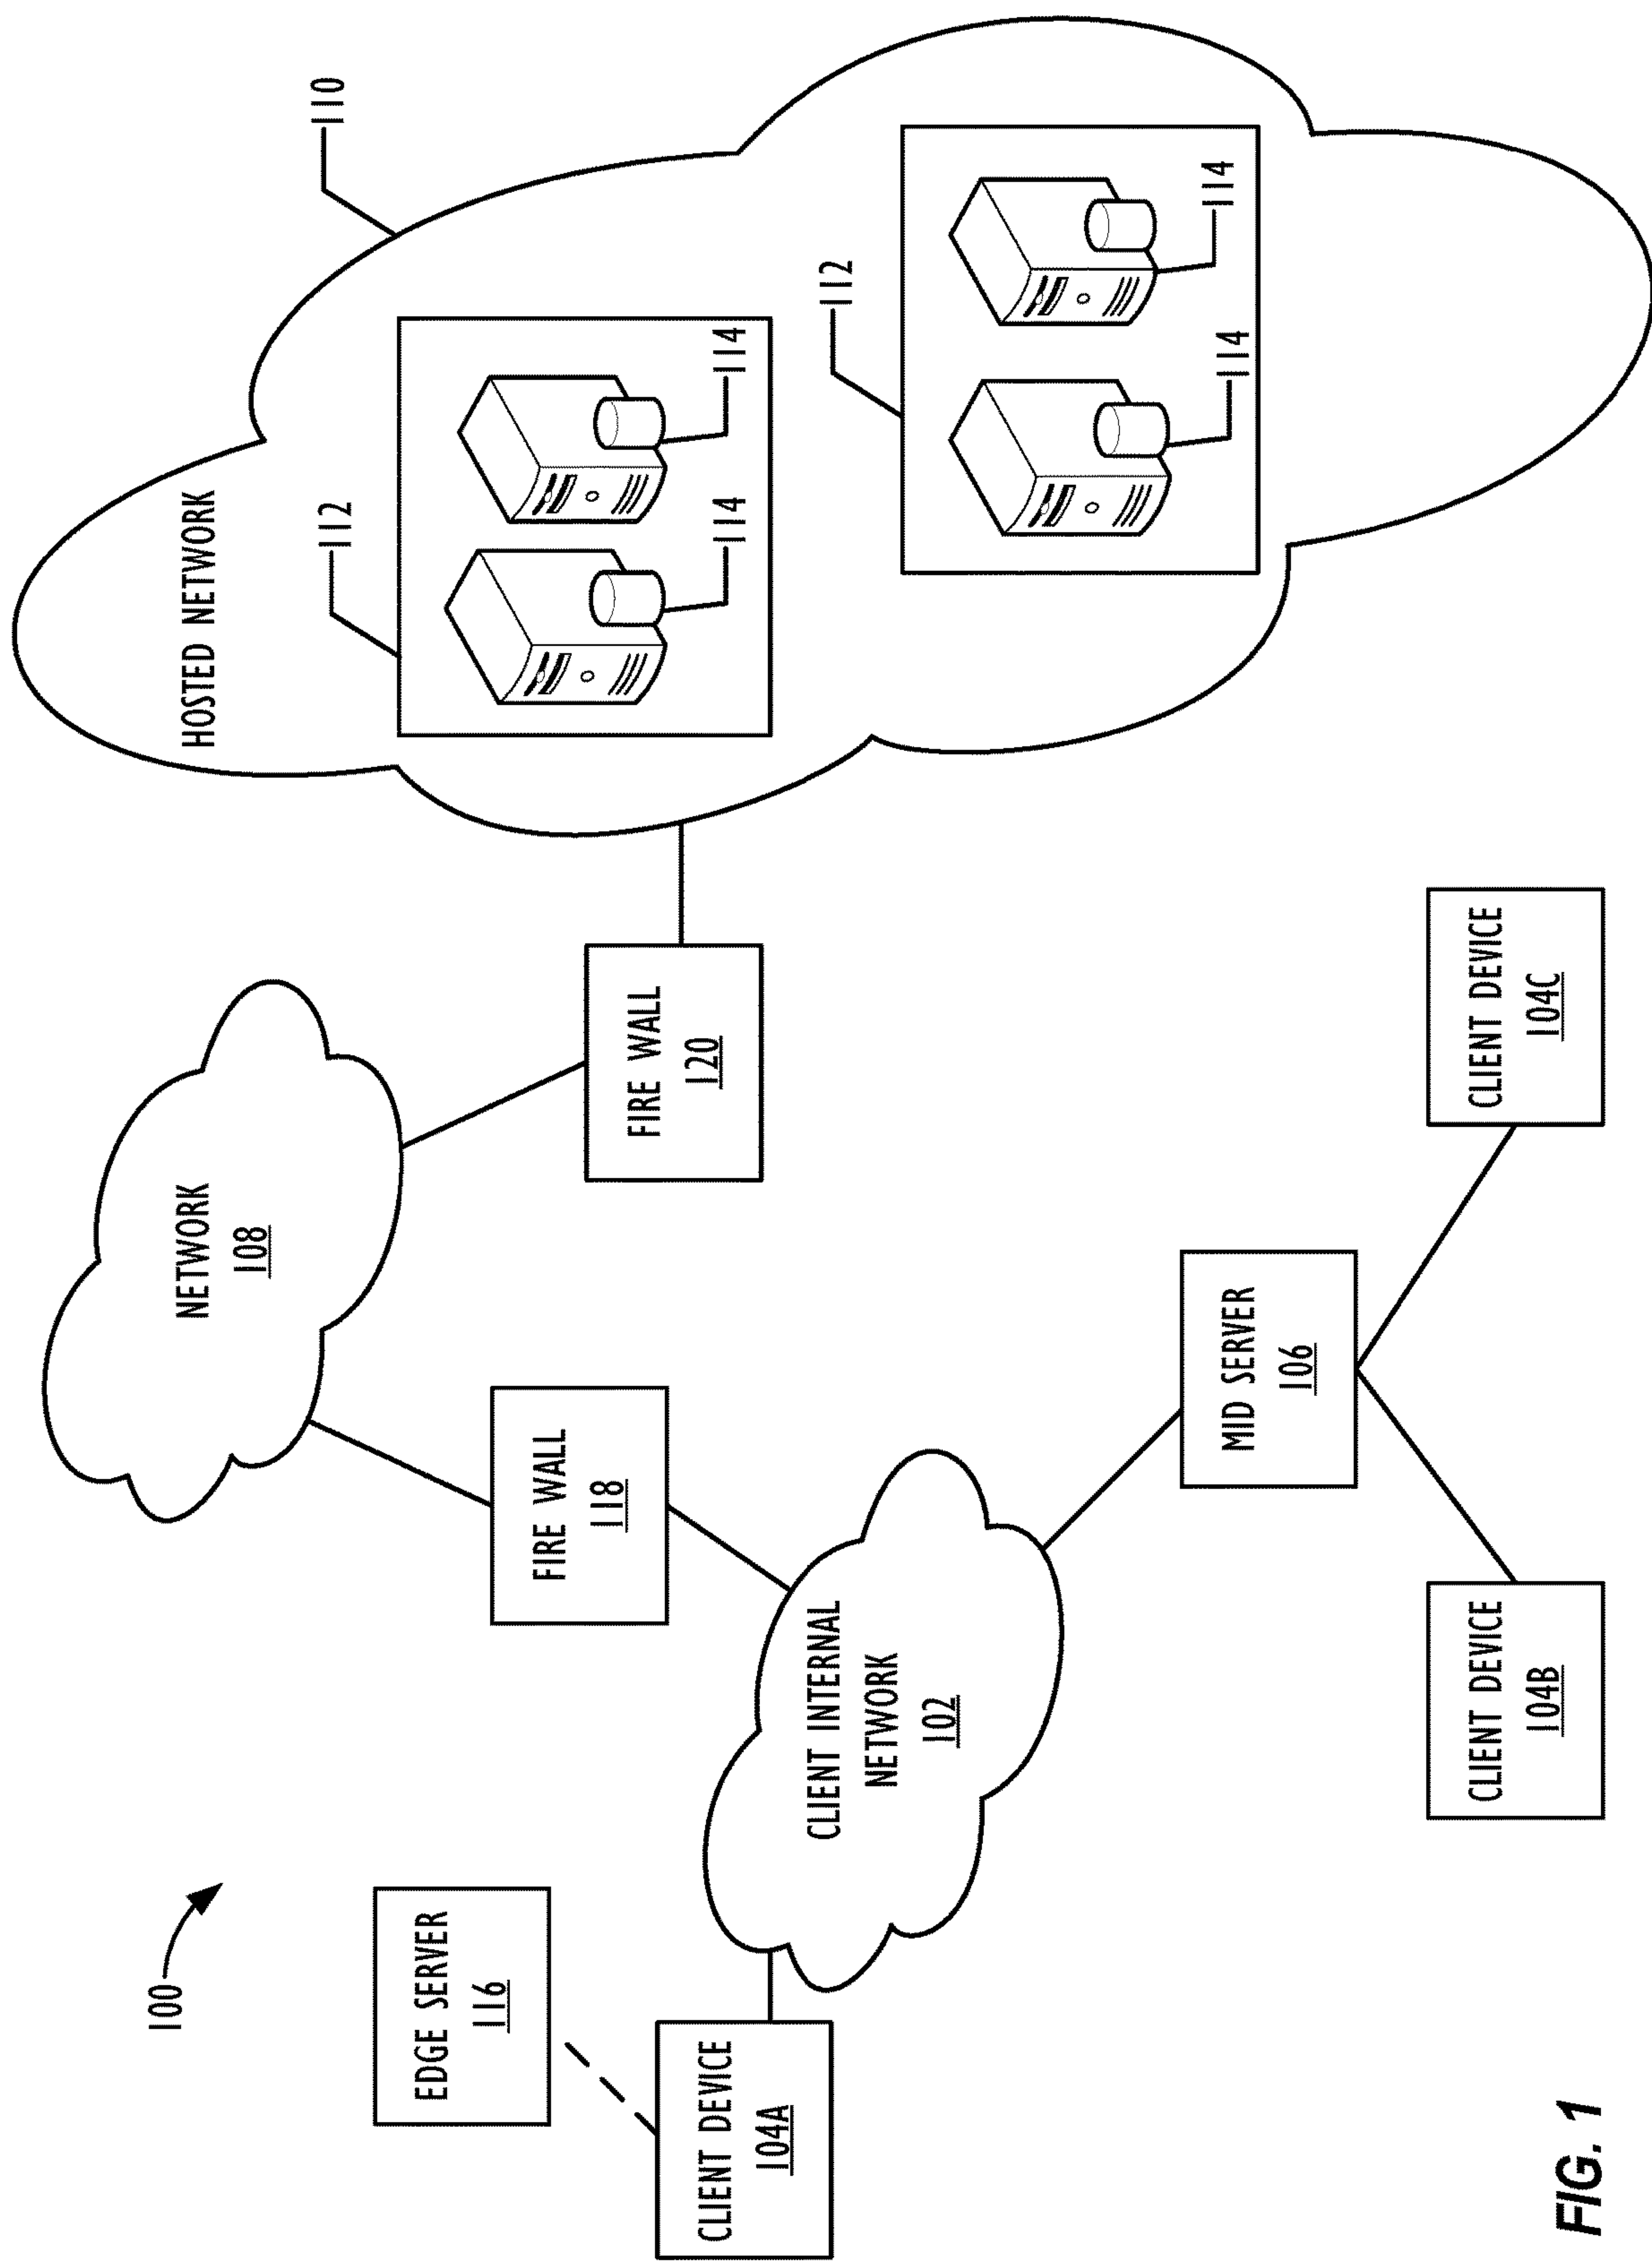 100
EDGE SERVER
116
CLIENT DEVICE
104A
CLIENT INTERNAL
NETWORK
102
FIRE WALL
118
NETWORK
108
FIRE WALL
120
HOSTED NETWORK
110
112
114
114
112
114
114
MID SERVER
106
CLIENT DEVICE
104B
CLIENT DEVICE
104C
FIG. 1